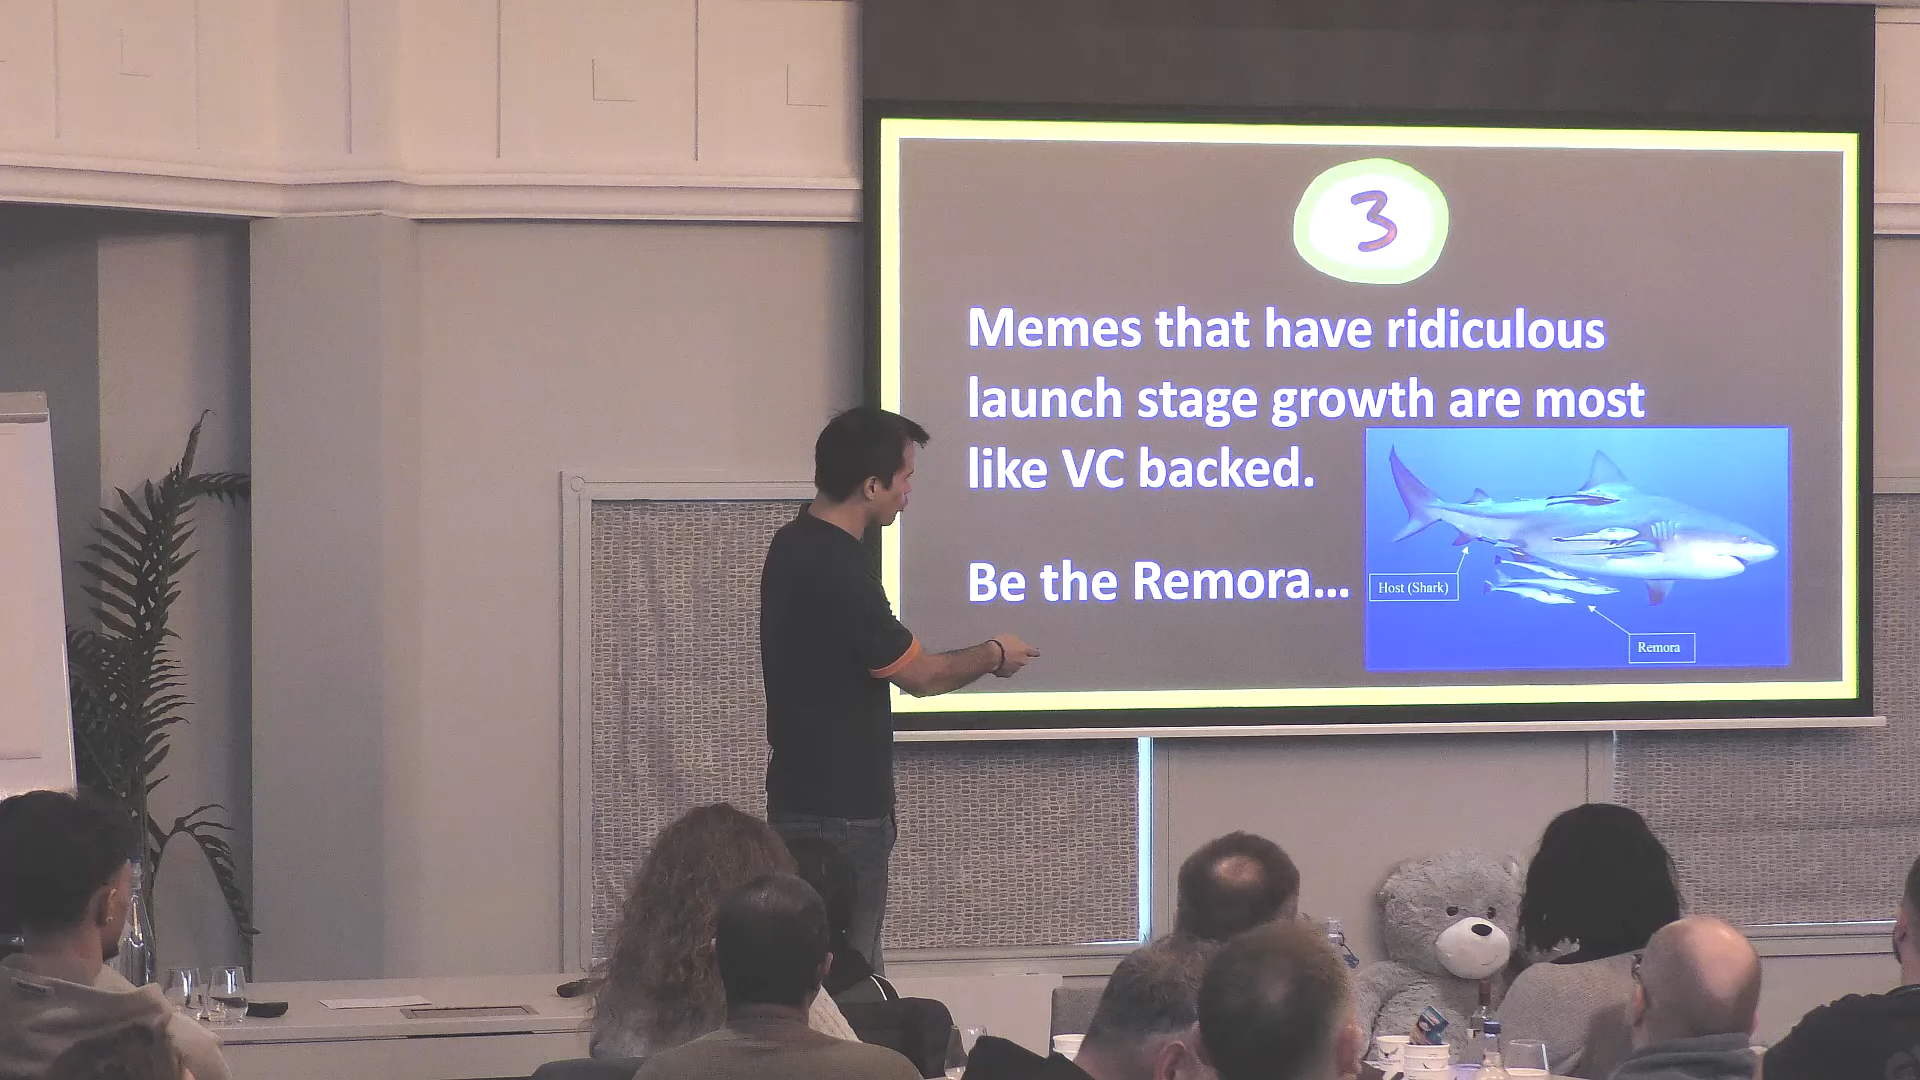 3
Memes that have ridiculous
launch stage growth are most
like VC backed.
Be the Remora...
Host (Shark)
Remora